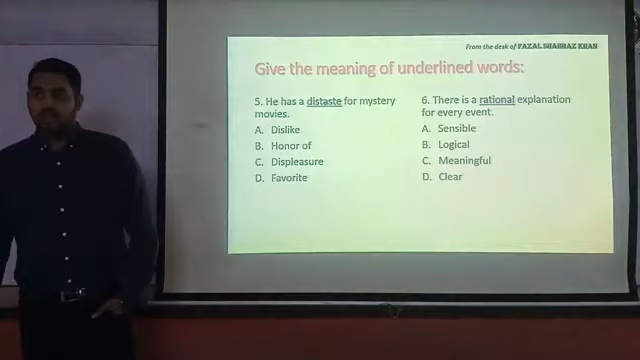 From the desk of FAZAL SHAHRAZ KHAN
Give the meaning of underlined words:
5. He has a distaste for mystery
movies.
A. Dislike
B. Honor of
C. Displeasure
D. Favorite
6. There is a rational explanation
for every event.
A. Sensible
B. Logical
C. Meaningful
D. Clear